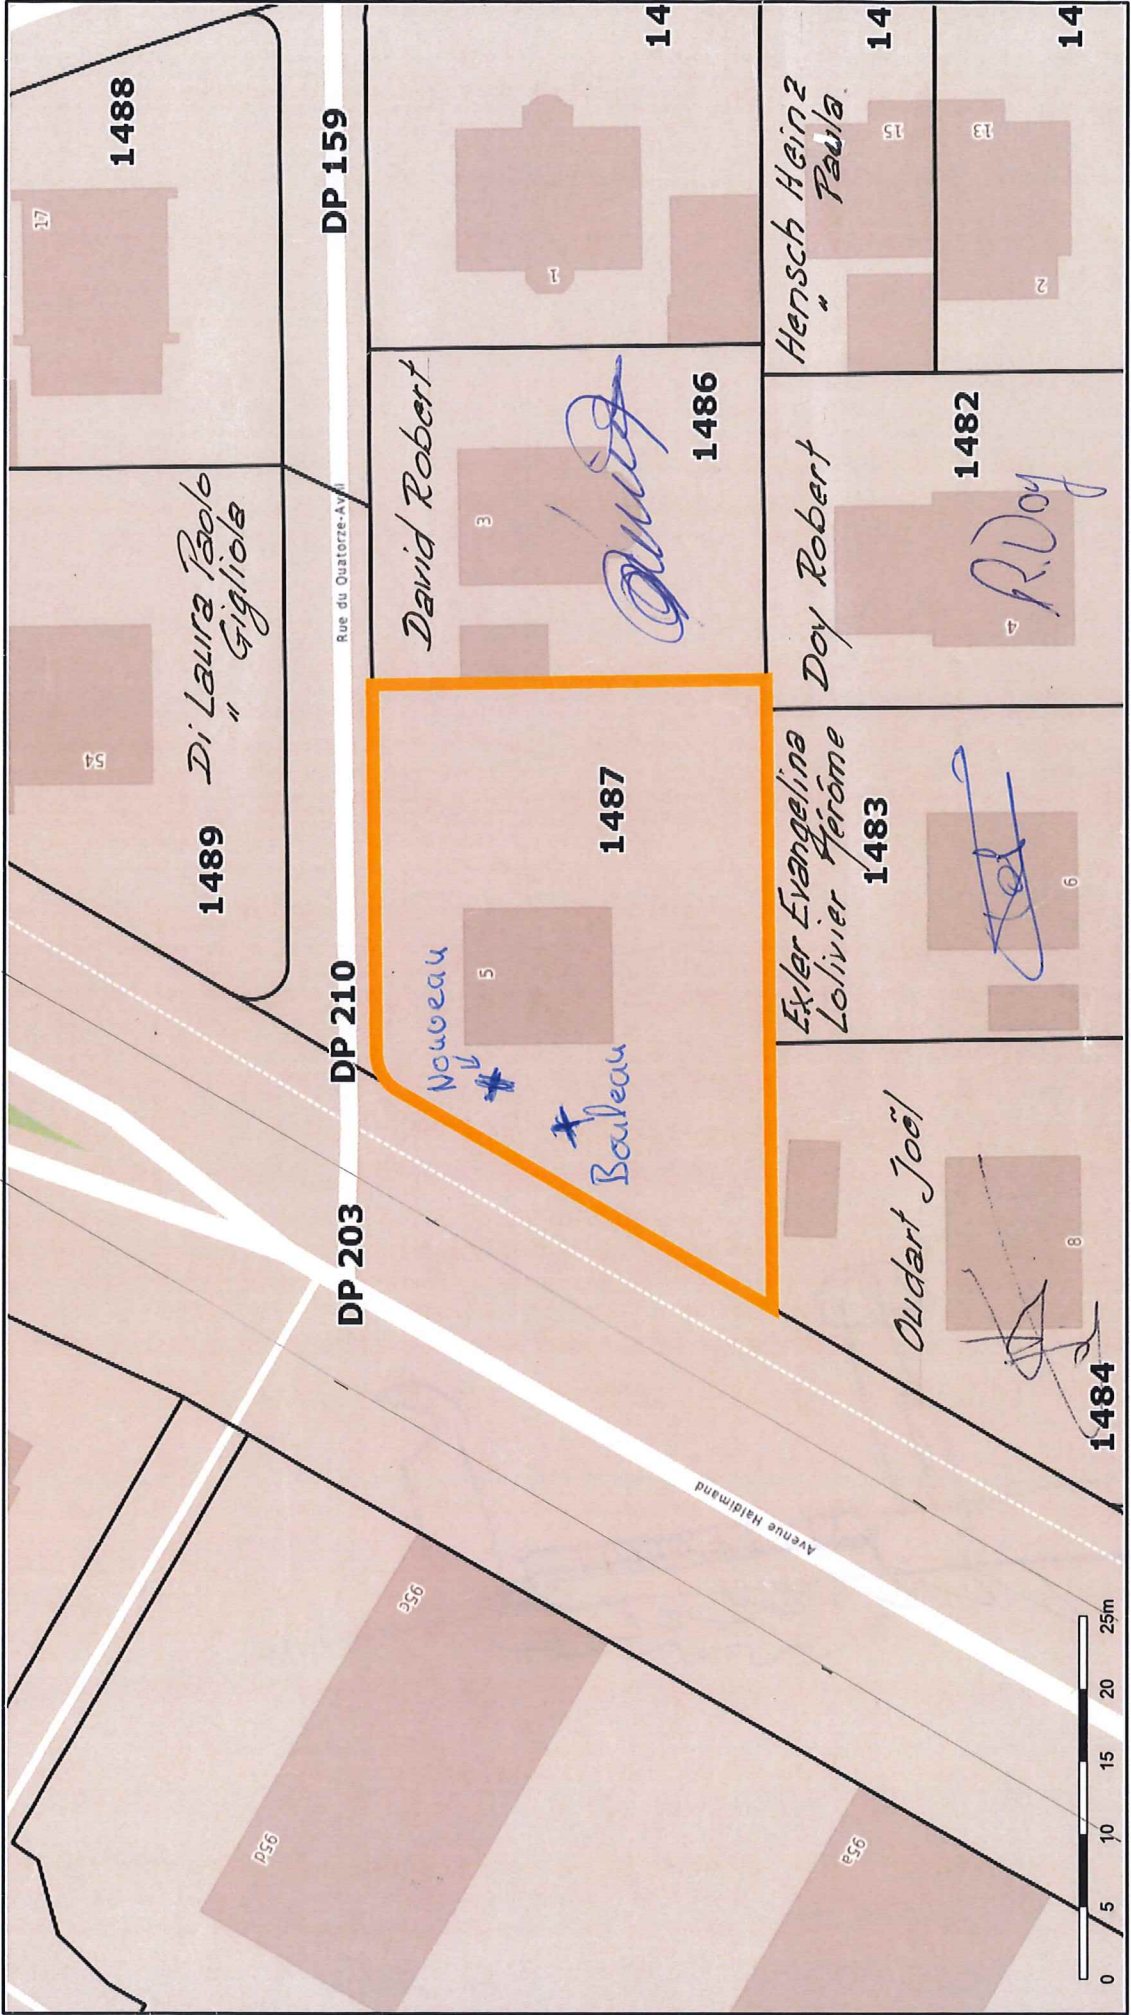 1488
17
DP 159
14
14
14
Hensch Heinz
" Paula
15
13
1
2
Di Laura Paolo
" Gigliola
54
1489
Rue du Quatorze-Avril
David Robert
3
1486
Doy Robert
1482
R.Doy
4
DP 210
Nouveau
5
Bouleau
1487
Exler Evangelina
Lolivier Jérôme
1483
6
DP 203
Oudart Joël
8
1484
Avenue Haldimand
95c
95d
95a
0 5 10 15 20 25m